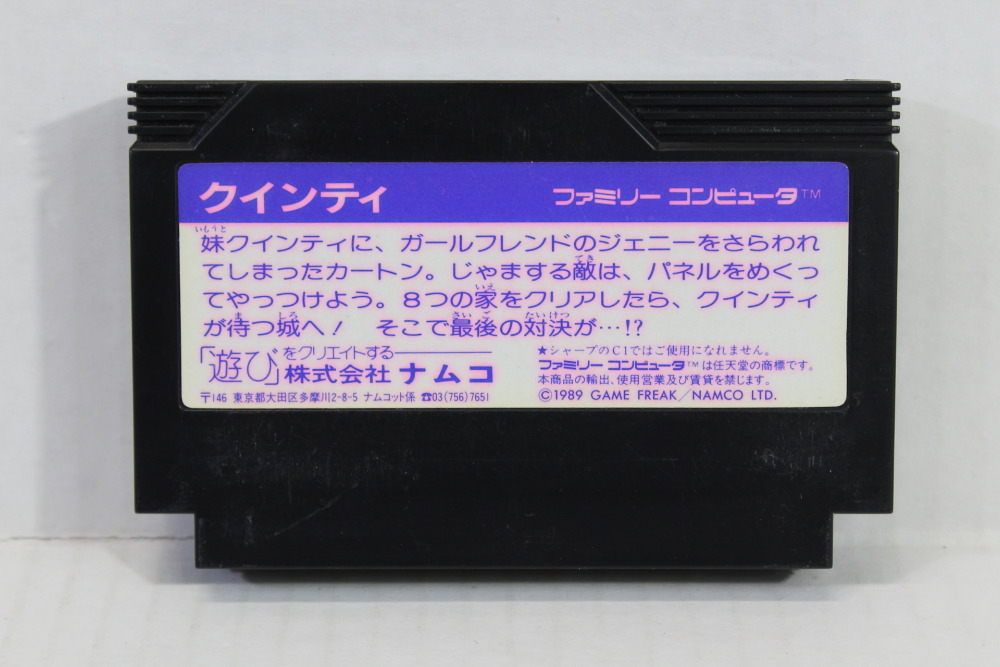 クインティ ファミリー コンピュータ™
妹クインティに、ガールフレンドのジェニーをさらわれ
てしまったカートン。じゃまする敵は、パネルをめくっ
てやっつけよう。8つの家をクリアしたら、クインティ
が待つ城へ! そこで最後の対決が…!?
「遊び」をクリエイトする
株式会社 ナムコ
〒146 東京都大田区多摩川2-8-5 ナムコット係 ☎03(756)7651
★シャープのC1ではご使用になれません。
ファミリー コンピュータ™は任天堂の商標です。
本商品の輸出、使用営業及び賃貸を禁じます。
©1989 GAME FREAK/NAMCO LTD.